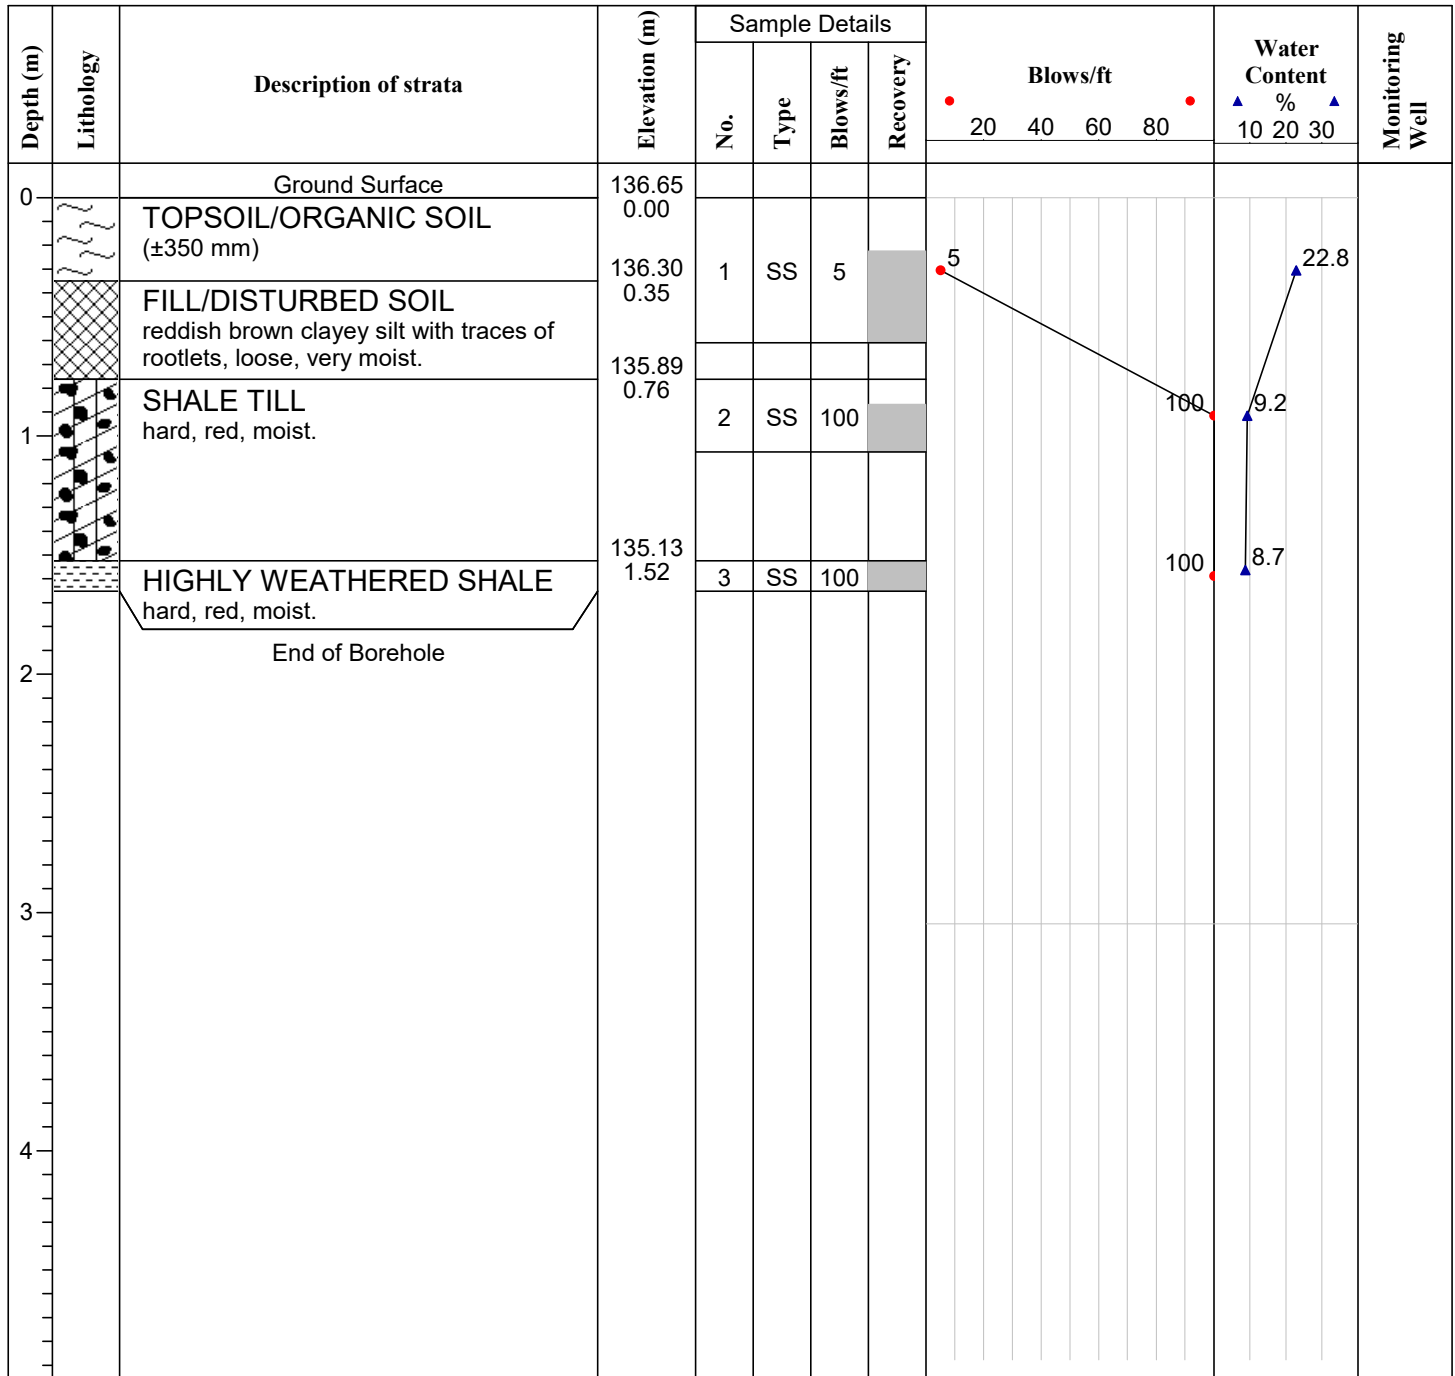 Depth (m)
Lithology
Description of strata
Elevation (m)
Sample Details
No.
Type
Blows/ft
Recovery
Blows/ft
20 40 60 80
Water
Content
%
10 20 30
Monitoring
Well
Ground Surface
136.65
0.00
0
TOPSOIL/ORGANIC SOIL
(±350 mm)
136.30
0.35
1 SS 5
5
22.8
FILL/DISTURBED SOIL
reddish brown clayey silt with traces of
rootlets, loose, very moist.
135.89
0.76
SHALE TILL
hard, red, moist.
2 SS 100
100
9.2
1
135.13
1.52
HIGHLY WEATHERED SHALE
hard, red, moist.
3 SS 100
100
8.7
End of Borehole
2
3
4